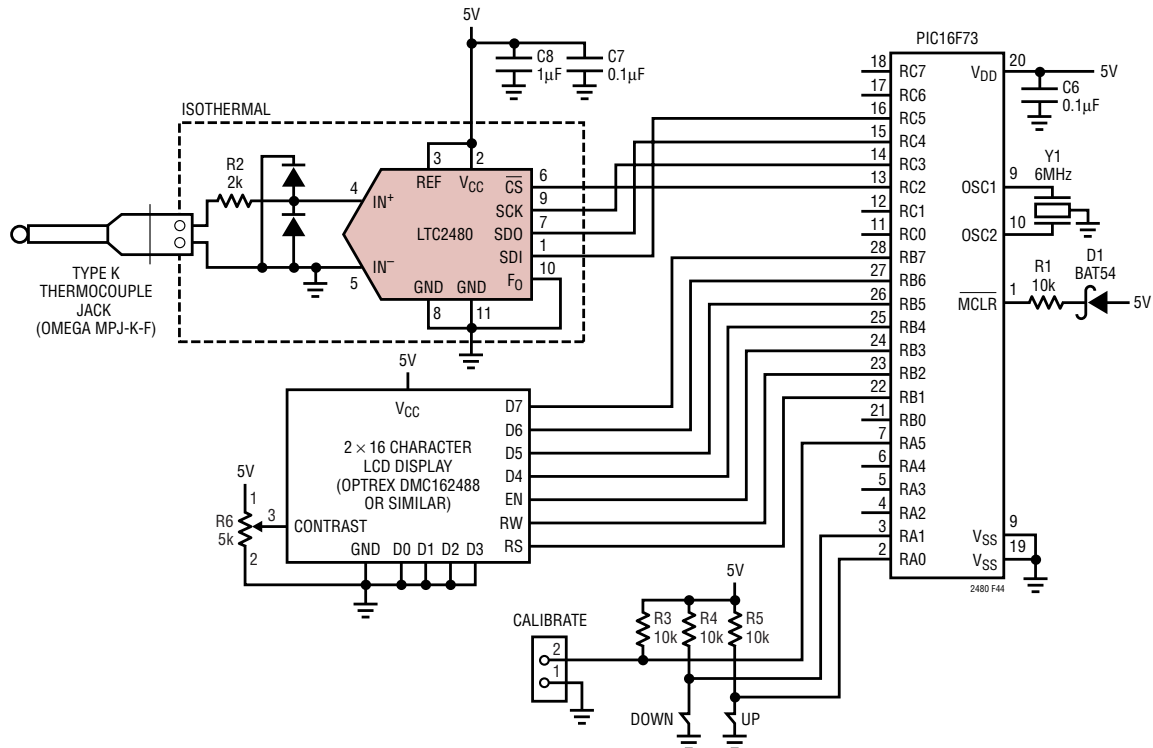 5V
C8
1µF
C7
0.1µF
ISOTHERMAL
R2
2k
4
IN+
5
IN−
3
REF
2
VCC
LTC2480
GND
8
GND
11
CS
6
SCK
9
SDO
7
SDI
1
FO
10
TYPE K
THERMOCOUPLE
JACK
(OMEGA MPJ-K-F)
PIC16F73
18 RC7
17 RC6
16 RC5
15 RC4
14 RC3
13 RC2
12 RC1
11 RC0
28 RB7
27 RB6
26 RB5
25 RB4
24 RB3
23 RB2
22 RB1
21 RB0
7 RA5
6 RA4
5 RA3
4 RA2
3 RA1
2 RA0
VDD 20
5V
C6
0.1µF
OSC1 9
Y1
6MHz
OSC2 10
MCLR 1
R1
10k
D1
BAT54
5V
VSS 9
VSS 19
2480 F44
5V
VCC
2 × 16 CHARACTER
LCD DISPLAY
(OPTREX DMC162488
OR SIMILAR)
D7
D6
D5
D4
EN
RW
RS
CONTRAST
GND D0 D1 D2 D3
5V
1
R6
5k
3
2
5V
R3
10k
R4
10k
R5
10k
CALIBRATE
2
1
DOWN
UP